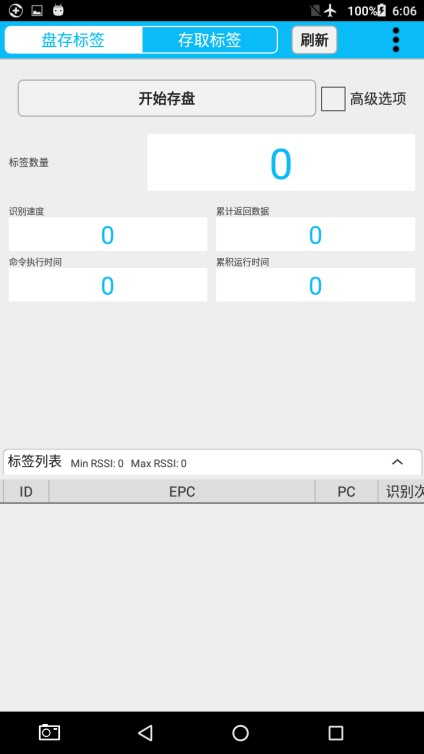 100% 6:06
盘存标签 存取标签 刷新
开始存盘 高级选项
标签数量 0
识别速度 累计返回数据
0 0
命令执行时间 累积运行时间
0 0
标签列表 Min RSSI: 0 Max RSSI: 0
ID EPC PC 识别次